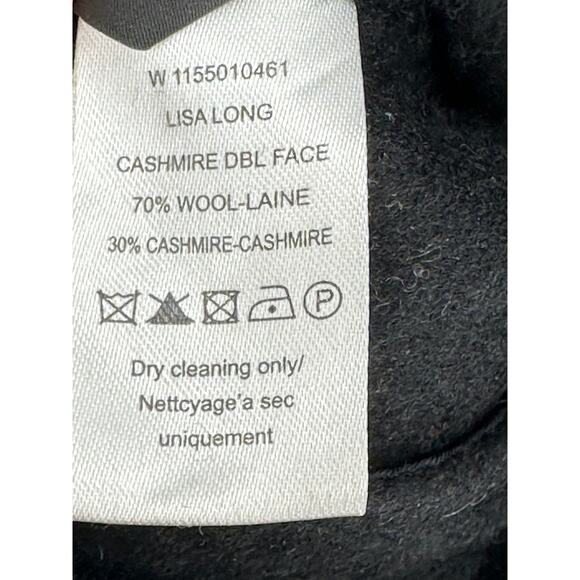 W 1155010461
LISA LONG
CASHMIRE DBL FACE
70% WOOL-LAINE
30% CASHMIRE-CASHMIRE
P
Dry cleaning only/
Nettcyage'a sec
uniquement